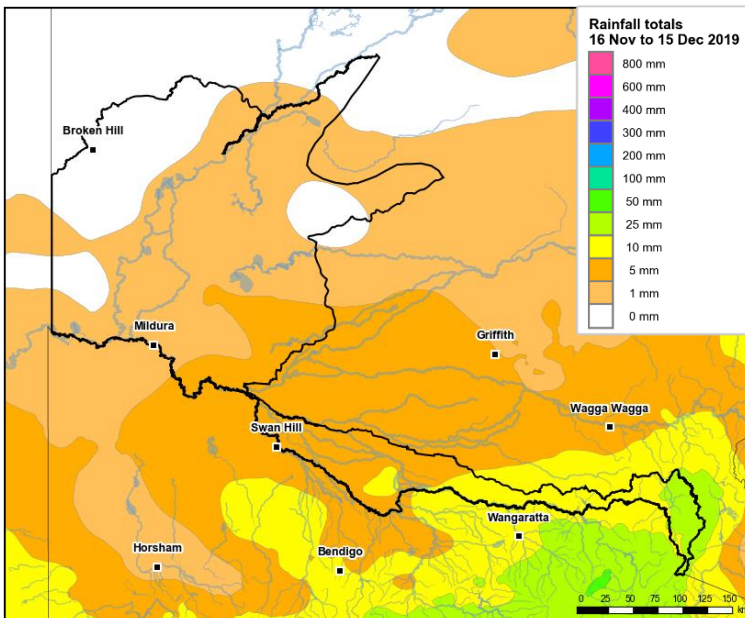 Rainfall totals
16 Nov to 15 Dec 2019
800 mm
600 mm
400 mm
300 mm
200 mm
100 mm
50 mm
25 mm
10 mm
5 mm
1 mm
0 mm
Broken Hill
Mildura
Griffith
Wagga Wagga
Swan Hill
Wangaratta
Horsham
Bendigo
0 25 50 75 100 125 150
km